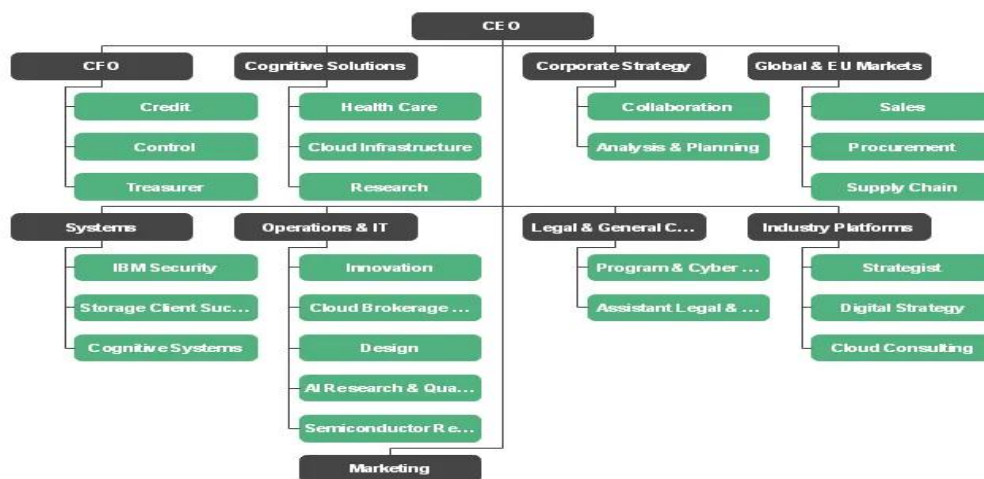 CEO
CFO
Cognitive Solutions
Corporate Strategy
Global & EU Markets
Credit
Health Care
Collaboration
Sales
Control
Cloud Infrastructure
Analysis & Planning
Procurement
Treasurer
Research
Supply Chain
Systems
Operations & IT
Legal & General C...
Industry Platforms
IBM Security
Innovation
Program & Cyber ...
Strategist
Storage Client Suc...
Cloud Brokerage ...
Assistant Legal & ...
Digital Strategy
Cognitive Systems
Design
Cloud Consulting
AI Research & Qua...
Semiconductor Re...
Marketing